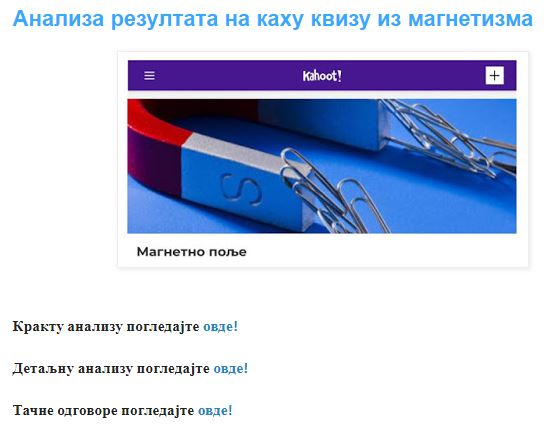 Анализа резултата на каху квизу из магнетизма
Kahoot!
S
Магнетно поље
Кракту анализу погледајте овде!
Детаљну анализу погледајте овде!
Тачне одговоре погледајте овде!